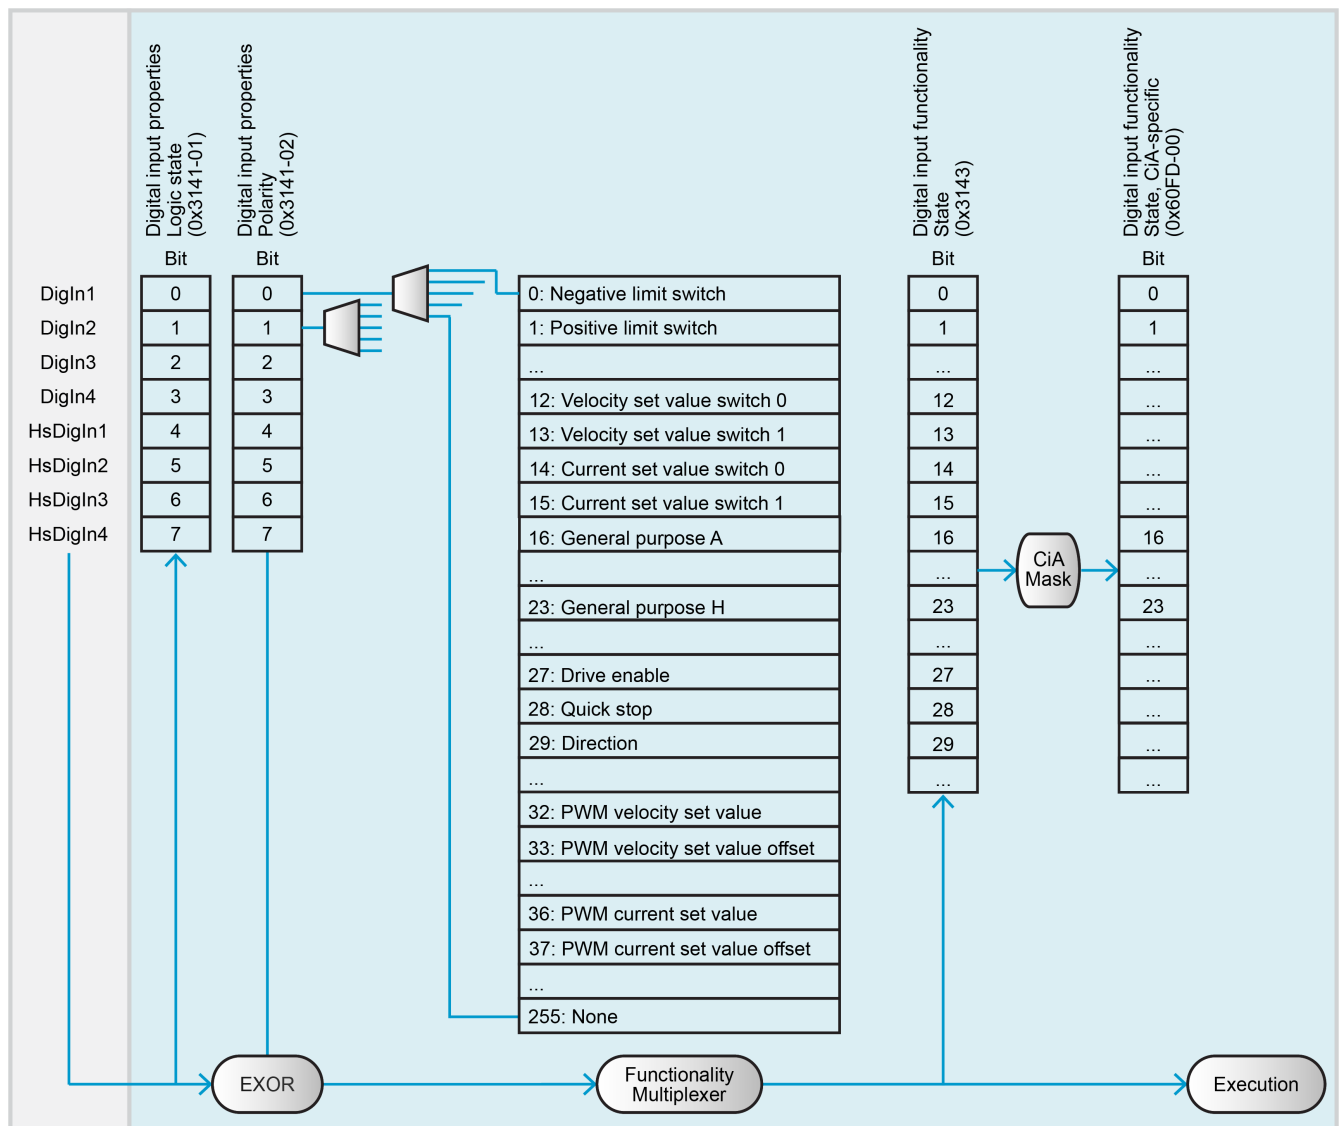 Digital input properties
Logic state
(0x3141-01)
Digital input properties
Polarity
(0x3141-02)
Digital input functionality
State
(0x3143)
Digital input functionality
State, CiA-specific
(0x60FD-00)
Bit
Bit
Bit
Bit
DigIn1
0
0
0: Negative limit switch
0
0
DigIn2
1
1
1: Positive limit switch
1
1
DigIn3
2
2
...
...
...
DigIn4
3
3
12: Velocity set value switch 0
12
...
HsDigIn1
4
4
13: Velocity set value switch 1
13
...
HsDigIn2
5
5
14: Current set value switch 0
14
...
HsDigIn3
6
6
15: Current set value switch 1
15
...
HsDigIn4
7
7
16: General purpose A
16
16
...
...
CiA
Mask
...
23: General purpose H
23
23
...
...
...
27: Drive enable
27
...
28: Quick stop
28
...
29: Direction
29
...
...
...
...
32: PWM velocity set value
33: PWM velocity set value offset
...
36: PWM current set value
37: PWM current set value offset
...
255: None
EXOR
Functionality
Multiplexer
Execution